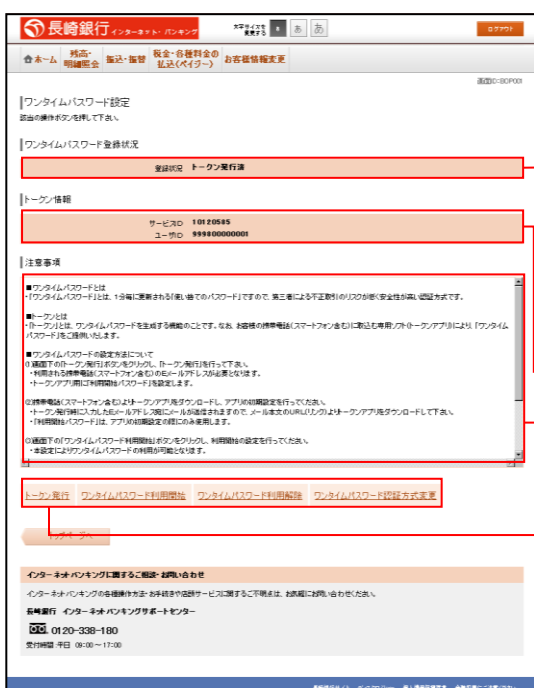 長崎銀行 インターネット・バンキング
文字サイズを変更する あ あ
ログアウト
ホーム 残高・明細照会 振込・振替 税金・各種料金の払込(ペイジー) お客様情報変更
画面ID:BOP001
ワンタイムパスワード設定
該当の操作ボタンを押して下さい。
ワンタイムパスワード登録状況
登録状況 トークン発行済
トークン情報
サービスID 10120585
ユーザID 999800000001
注意事項
■ワンタイムパスワードとは
・「ワンタイムパスワード」とは、1分毎に更新される「使い捨てのパスワード」ですので、第三者による不正取引のリスクが低く安全性が高い認証方式です。
■トークンとは
・「トークン」とは、ワンタイムパスワードを生成する機能のことです。なお、お客様の携帯電話(スマートフォン含む)に取込む専用ソフト(トークンアプリ)により、「ワンタイム
パスワード」をご提供いたします。
■ワンタイムパスワードの設定方法について
①画面下の「トークン発行」ボタンをクリックし、「トークン発行」を行って下さい。
・利用される携帯電話(スマートフォン含む)のEメールアドレスが必要となります。
・トークンアプリ用に「利用開始パスワード」を設定します。
②携帯電話(スマートフォン含む)よりトークンアプリをダウンロードし、アプリの初期設定を行ってください。
・トークン発行時に入力したEメールアドレス宛にメールが送信されますので、メール本文のURL(リンク)よりトークンアプリをダウンロードして下さい。
・「利用開始パスワード」は、アプリの初期設定の際にのみ使用します。
③画面下の「ワンタイムパスワード利用開始」ボタンをクリックし、利用開始の設定を行ってください。
・本設定によりワンタイムパスワードの利用が可能となります。
トークン発行 ワンタイムパスワード利用開始 ワンタイムパスワード利用解除 ワンタイムパスワード認証方式変更
トップページへ
インターネットバンキングに関するご相談・お問い合わせ
インターネットバンキングの各種操作方法・お手続きや店頭サービスに関するご不明点は、お気軽にお問い合わせください。
長崎銀行 インターネットバンキングサポートセンター
0120-338-180
受付時間:平日 09:00～17:00